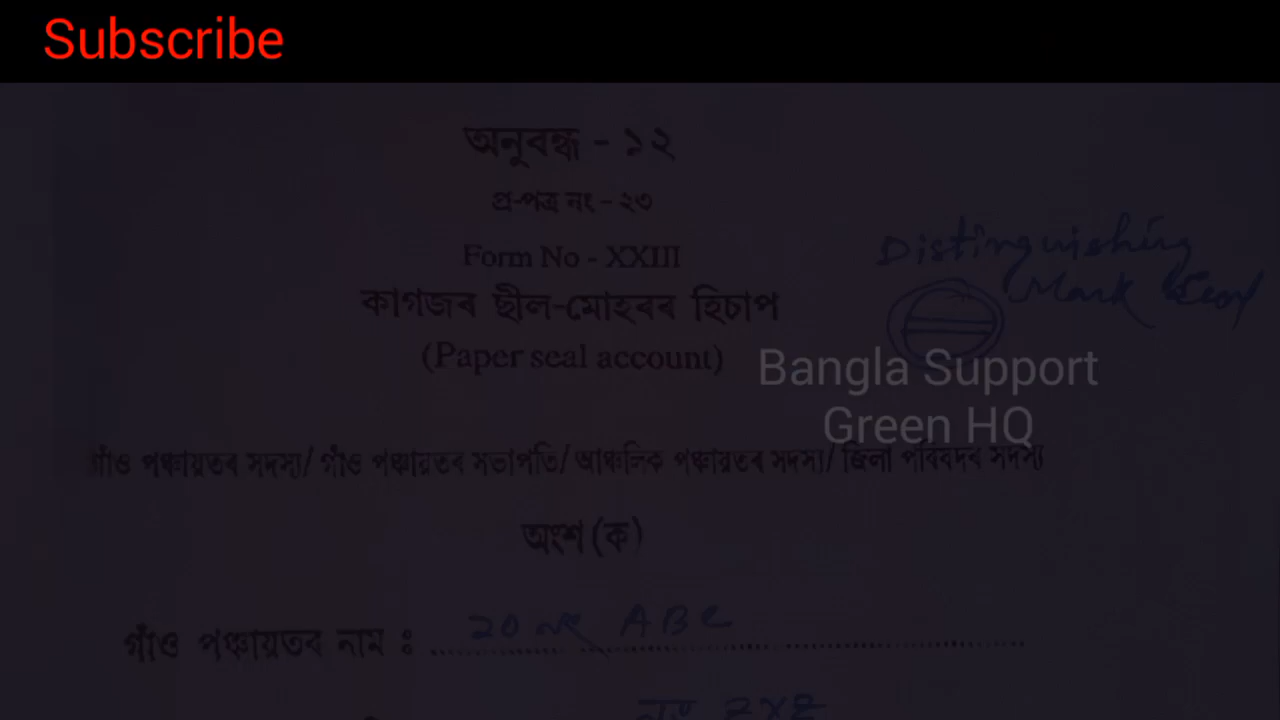 Subscribe
অনুবন্ধ - ১২
প্ৰ-পত্ৰ নং - ২৩
Form No - XXIII
Distinguishing
Mark Seal
কাগজৰ ছীল-মোহৰৰ হিচাপ
(Paper seal account)
Bangla Support
Green HQ
গাঁও পঞ্চায়তৰ সদস্য/ গাঁও পঞ্চায়তৰ সভাপতি/ আঞ্চলিক পঞ্চায়তৰ সদস্য/ জিলা পৰিষদৰ সদস্য
অংশ (ক)
গাঁও পঞ্চায়তৰ নাম : 20 নং ABC
নং ZXZ